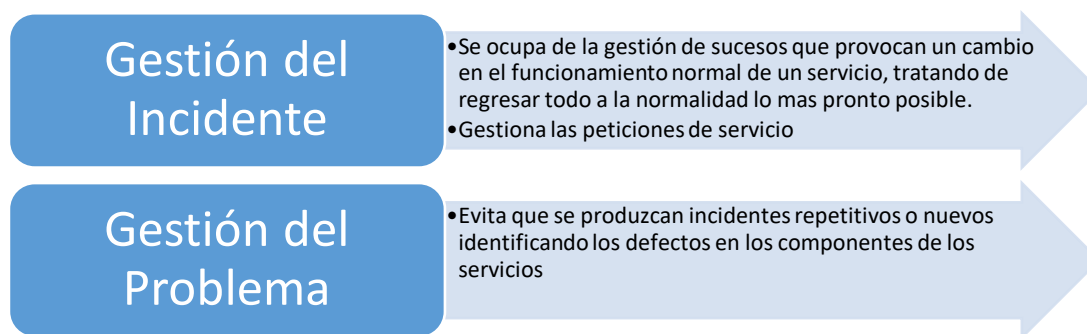 Gestión del
Incidente
•Se ocupa de la gestión de sucesos que provocan un cambio
en el funcionamiento normal de un servicio, tratando de
regresar todo a la normalidad lo mas pronto posible.
•Gestiona las peticiones de servicio
Gestión del
Problema
•Evita que se produzcan incidentes repetitivos o nuevos
identificando los defectos en los componentes de los
servicios